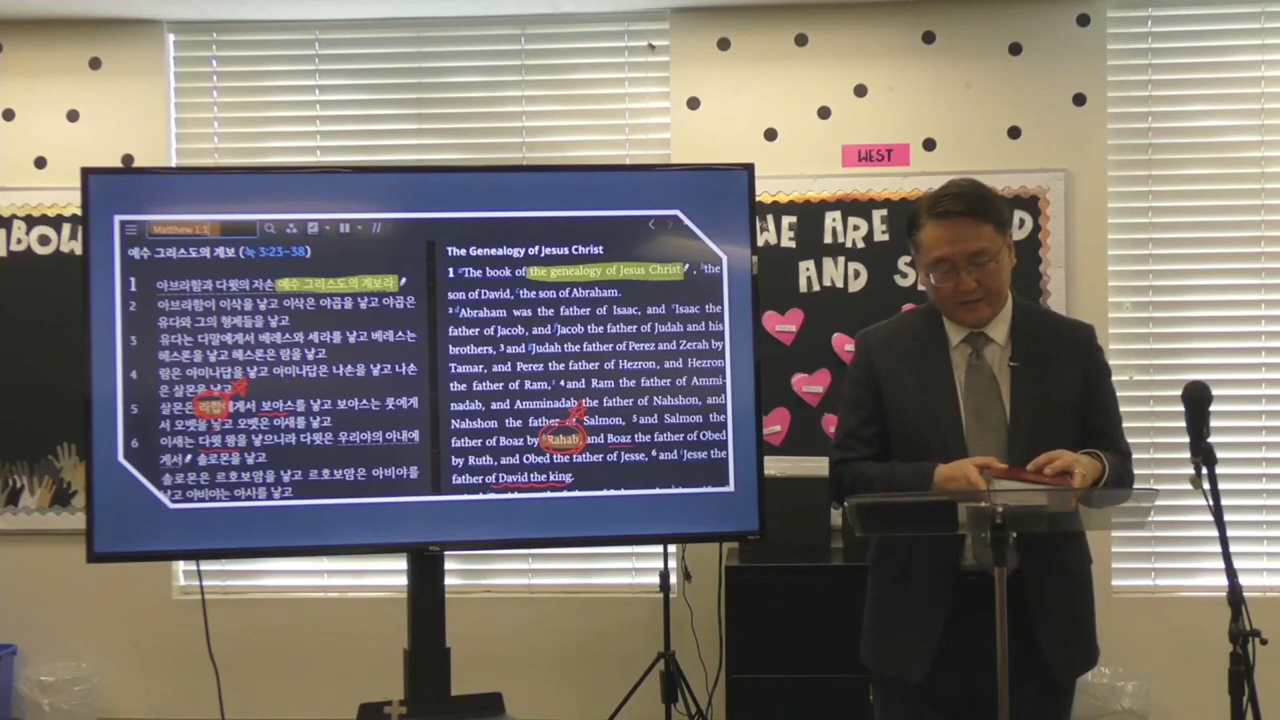 BOW
WEST
WE ARE D
AND S
Matthew 1:1
예수 그리스도의 계보 (눅 3:23-38)
1 아브라함과 다윗의 자손 예수 그리스도의 계보라
2 아브라함이 이삭을 낳고 이삭은 야곱을 낳고 야곱은
유다와 그의 형제들을 낳고
3 유다는 다말에게서 베레스와 세라를 낳고 베레스는
헤스론을 낳고 헤스론은 람을 낳고
4 람은 아미나답을 낳고 아미나답은 나손을 낳고 나손
은 살몬을 낳고
5 살몬은 라합에게서 보아스를 낳고 보아스는 룻에게
서 오벳을 낳고 오벳은 이새를 낳고
6 이새는 다윗 왕을 낳으니라 다윗은 우리야의 아내에
게서 솔로몬을 낳고
솔로몬은 르호보암을 낳고 르호보암은 아비야를
낳고 아비야는 아사를 낳고
The Genealogy of Jesus Christ
1 The book of the genealogy of Jesus Christ, the
son of David, the son of Abraham.
2 Abraham was the father of Isaac, and Isaac the
father of Jacob, and Jacob the father of Judah and his
brothers, 3 and Judah the father of Perez and Zerah by
Tamar, and Perez the father of Hezron, and Hezron
the father of Ram, 4 and Ram the father of Ammi-
nadab, and Amminadab the father of Nahshon, and
Nahshon the father of Salmon, 5 and Salmon the
father of Boaz by Rahab, and Boaz the father of Obed
by Ruth, and Obed the father of Jesse, 6 and Jesse the
father of David the king.
TCL